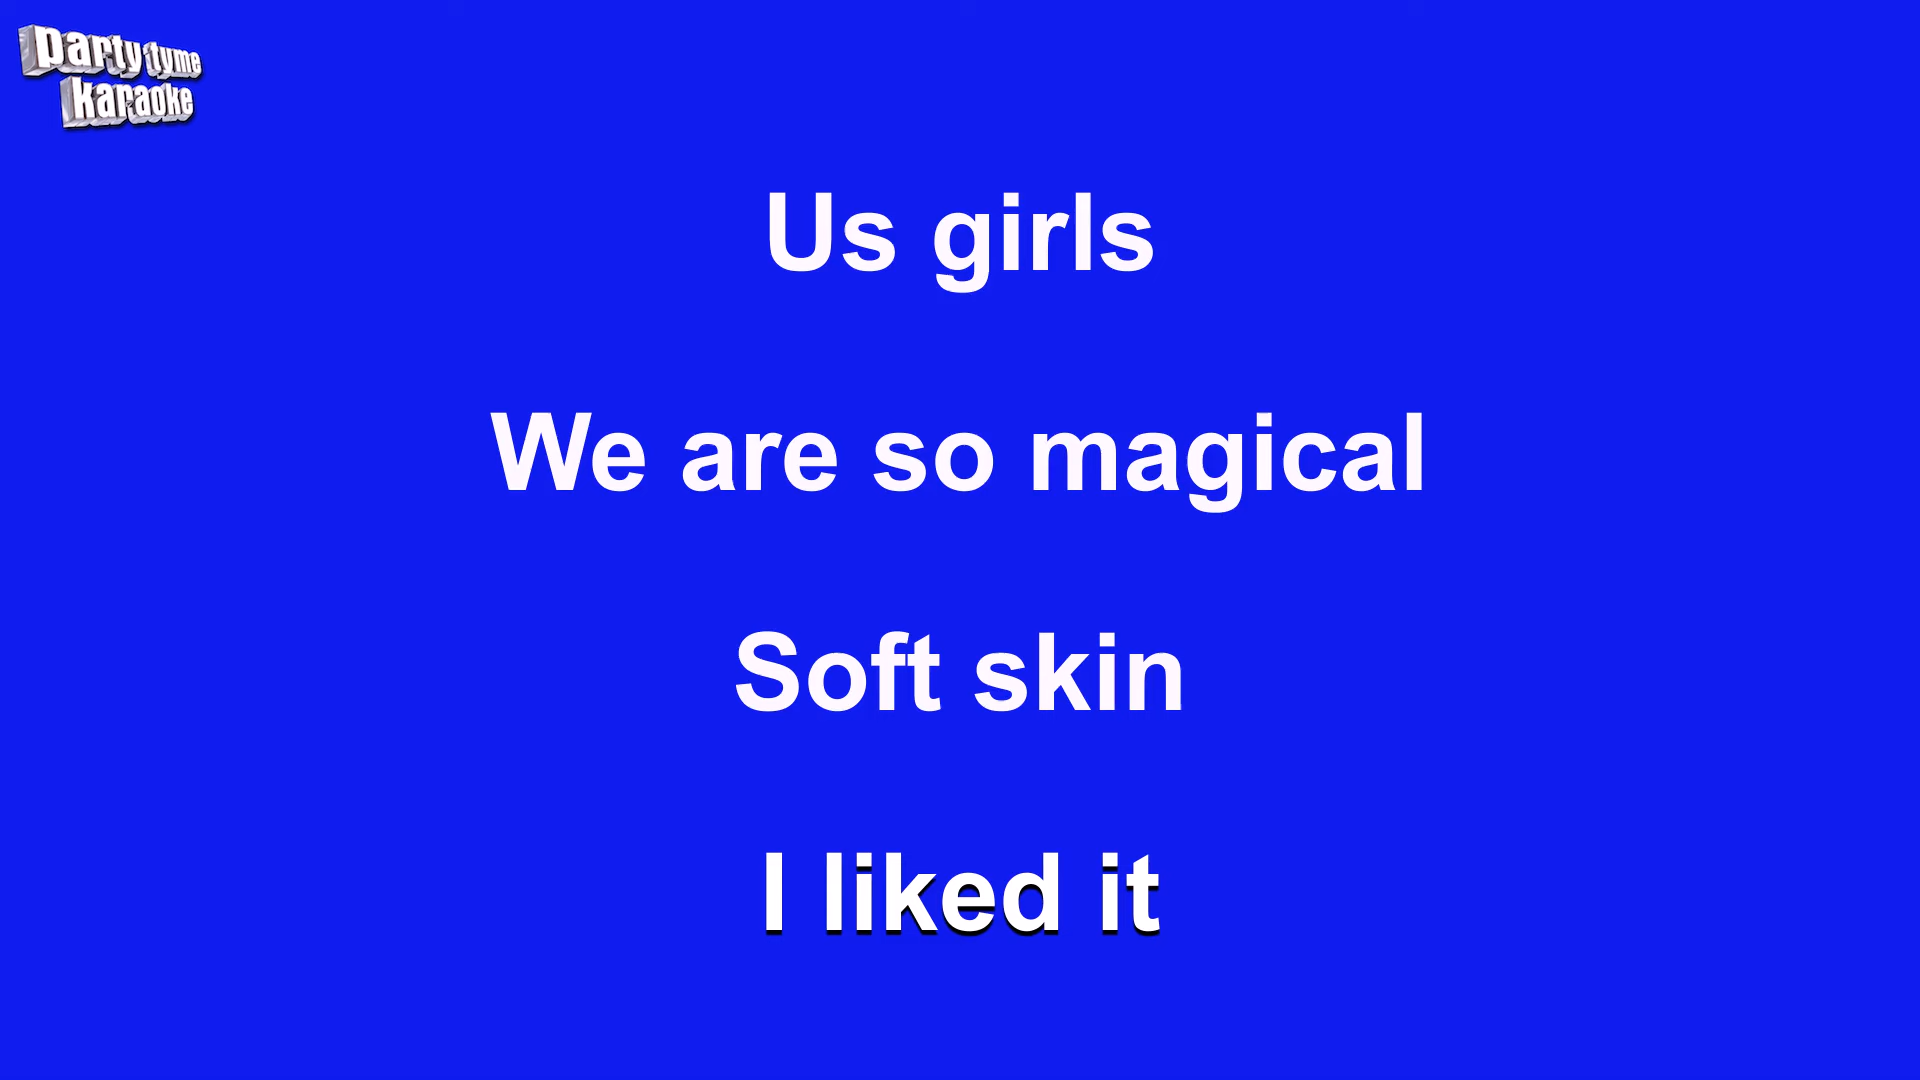 party tyme
karaoke
Us girls
We are so magical
Soft skin
I liked it